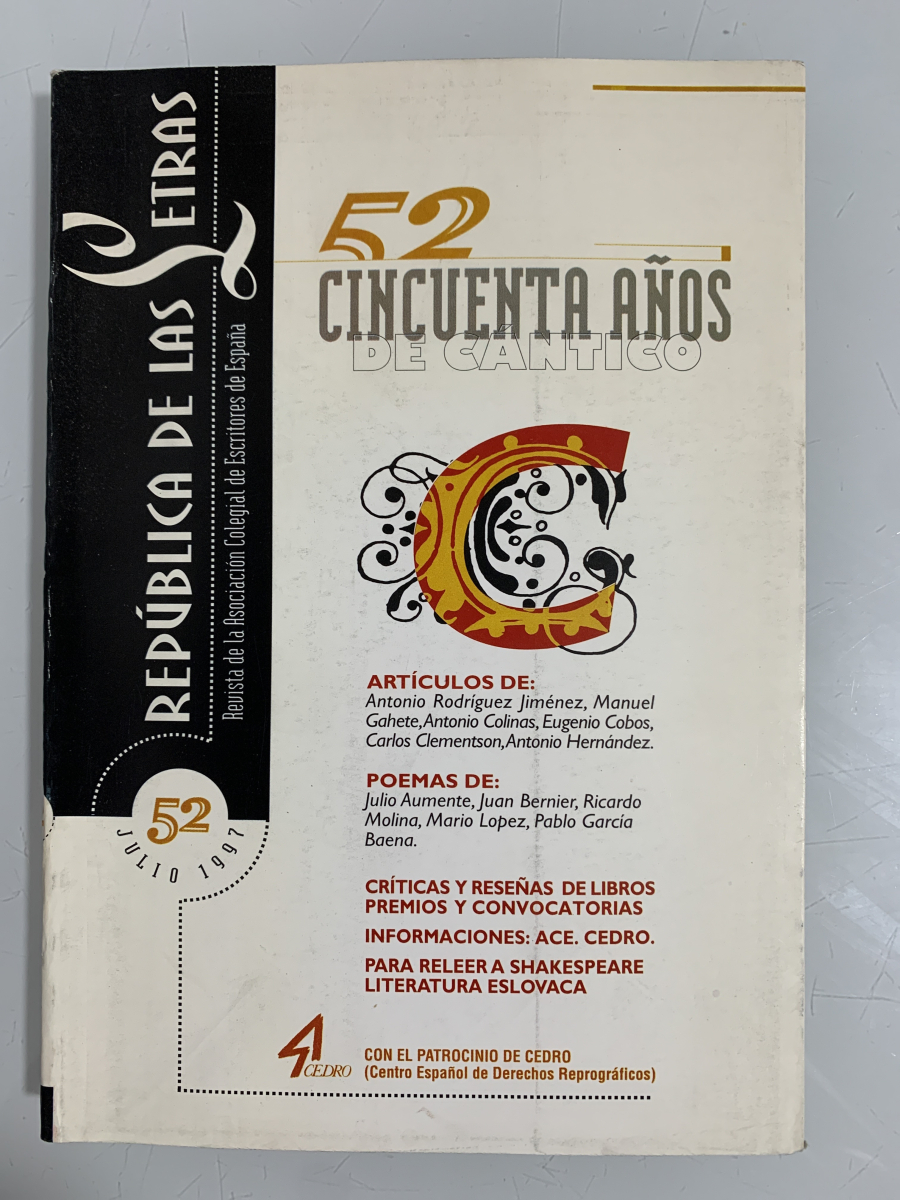 REPÚBLICA DE LAS LETRAS
Revista de la Asociación Colegial de Escritores de España
52
JULIO 1997
52
CINCUENTA AÑOS
DE CÁNTICO
C
ARTÍCULOS DE:
Antonio Rodríguez Jiménez, Manuel
Gahete, Antonio Colinas, Eugenio Cobos,
Carlos Clementson, Antonio Hernández.
POEMAS DE:
Julio Aumente, Juan Bernier, Ricardo
Molina, Mario Lopez, Pablo García
Baena.
CRÍTICAS Y RESEÑAS DE LIBROS
PREMIOS Y CONVOCATORIAS
INFORMACIONES: ACE. CEDRO.
PARA RELEER A SHAKESPEARE
LITERATURA ESLOVACA
CEDRO
CON EL PATROCINIO DE CEDRO
(Centro Español de Derechos Reprográficos)